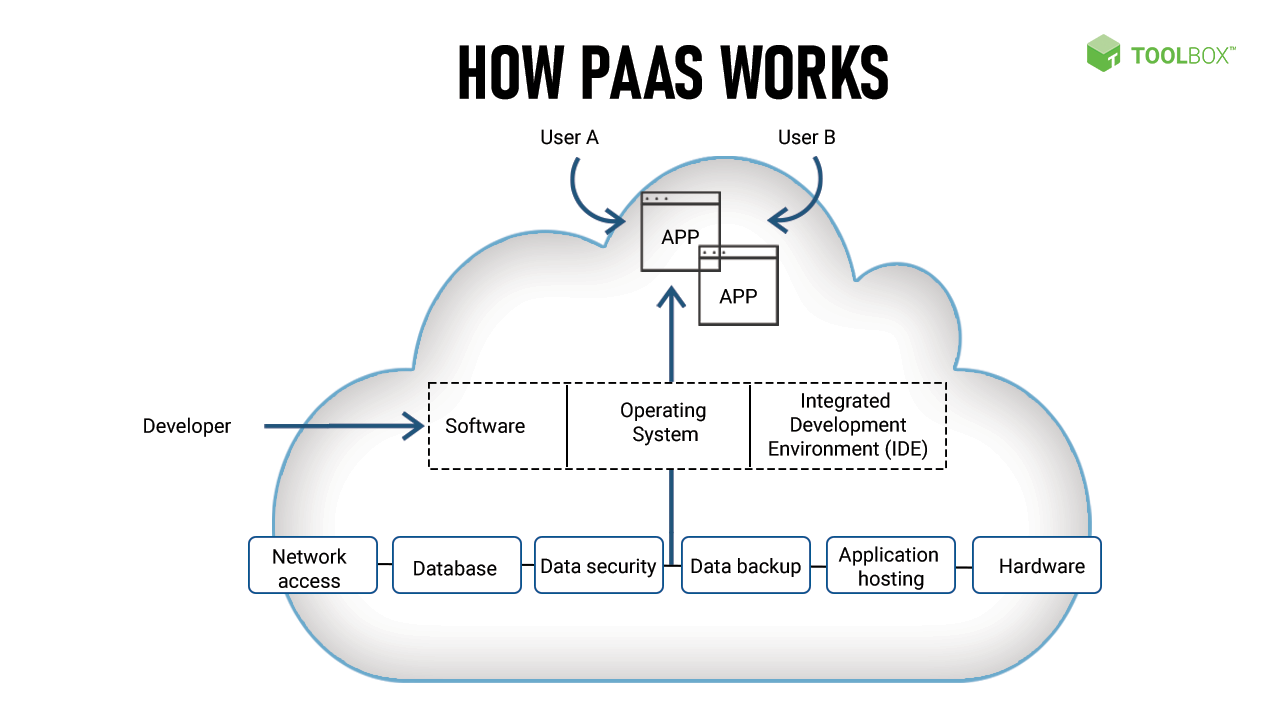 HOW PAAS WORKS
TOOLBOX™
User A
User B
APP
APP
Developer
Software
Operating
System
Integrated
Development
Environment (IDE)
Network
access
Database
Data security
Data backup
Application
hosting
Hardware